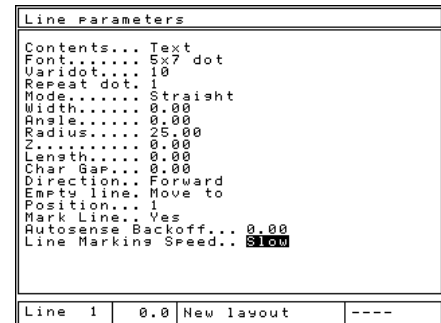 Line parameters
Contents... Text
Font....... 5x7 dot
Varidot.... 10
Repeat dot. 1
Mode....... Straight
Width...... 0.00
Angle...... 0.00
Radius..... 25.00
Z.......... 0.00
Length..... 0.00
Char Gap... 0.00
Direction.. Forward
Empty line. Move to
Position... 1
Mark Line.. Yes
Autosense Backoff... 0.00
Line Marking Speed.. Slow
Line 1 0.0 New layout ----